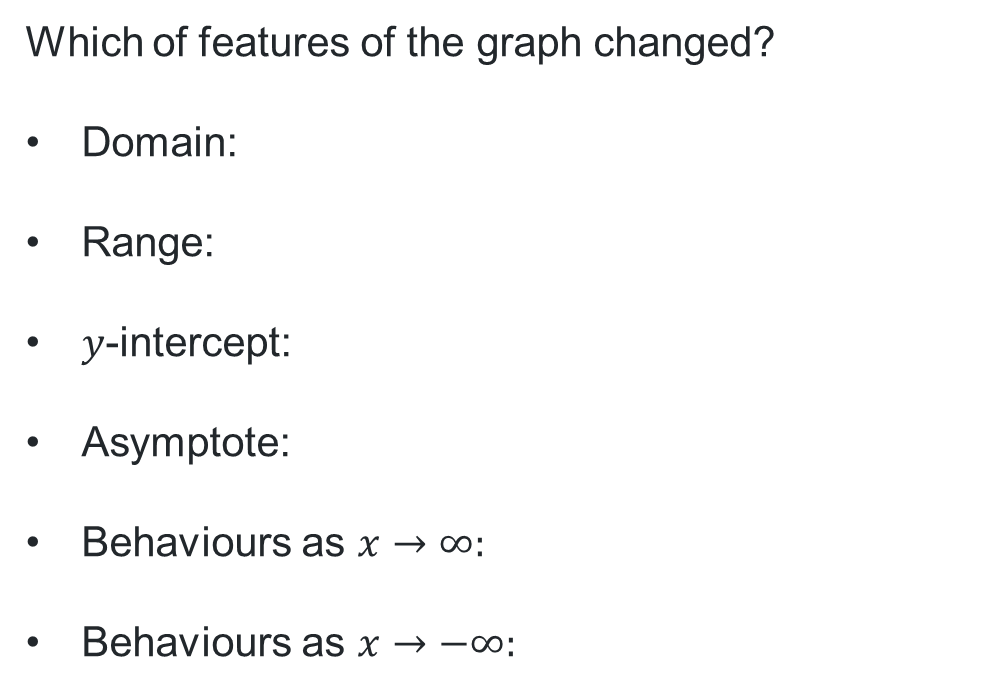 Which of features of the graph changed?
• Domain:
• Range:
• y-intercept:
• Asymptote:
• Behaviours as x → ∞:
• Behaviours as x → −∞: